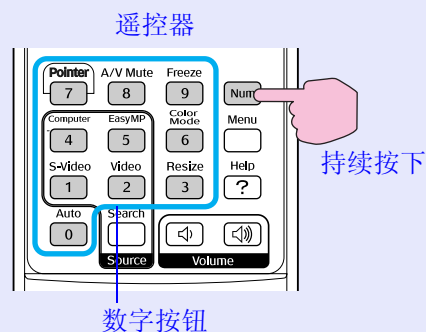 遥控器
Pointer A/V Mute Freeze
7 8 9 Num
Computer EasyMP Color Mode Menu
4 5 6
S-Video Video Resize Help
1 2 3 ?
持续按下
Auto Search
0
Source Volume
数字按钮